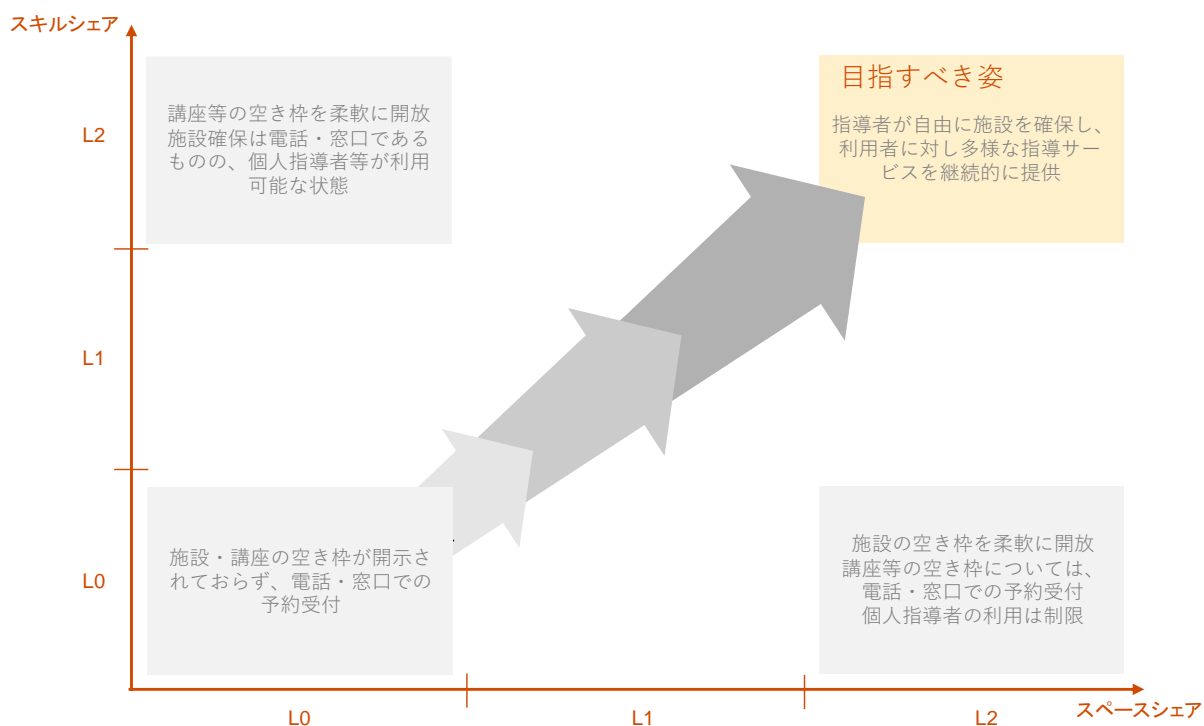 スキルシェア
目指すべき姿
講座等の空き枠を柔軟に開放
施設確保は電話・窓口である
ものの、個人指導者等が利用
可能な状態
指導者が自由に施設を確保し、
利用者に対し多様な指導サー
ビスを継続的に提供
L2
L1
L0
施設・講座の空き枠が開示さ
れておらず、電話・窓口での
予約受付
施設の空き枠を柔軟に開放
講座等の空き枠については、
電話・窓口での予約受付
個人指導者の利用は制限
L0
L1
L2
スペースシェア